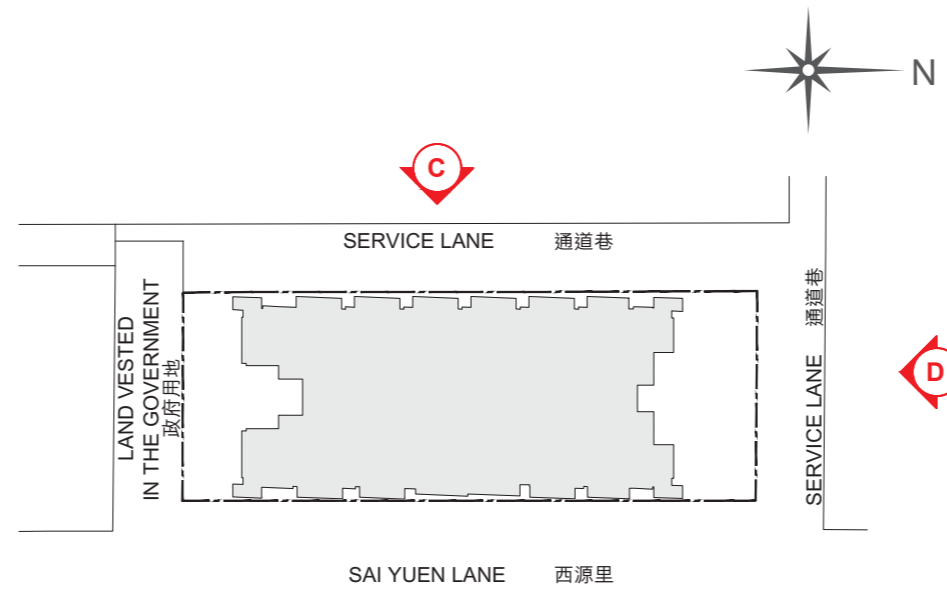 N
C
SERVICE LANE 通道巷
LAND VESTED
IN THE GOVERNMENT
政府用地
SERVICE LANE 通道巷
D
SAI YUEN LANE 西源里